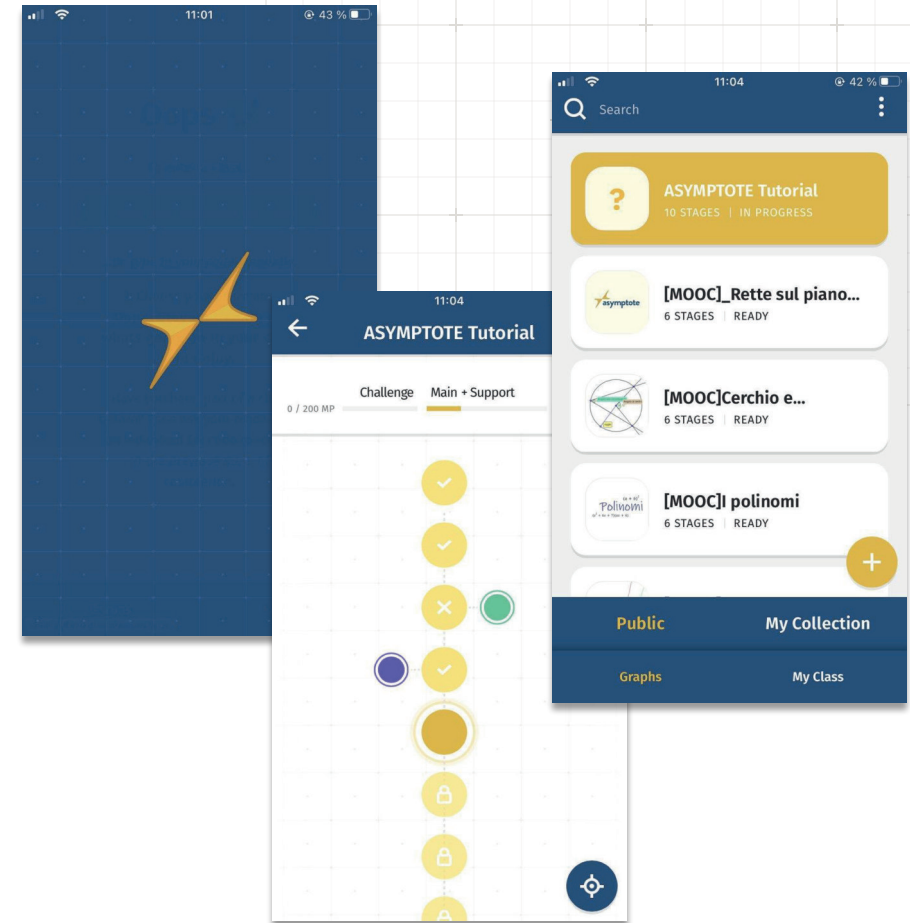 11:01
43 %
11:04
ASYMPTOTE Tutorial
0 / 200 MP
Challenge
Main + Support
11:04
42 %
Search
?
ASYMPTOTE Tutorial
10 STAGES | IN PROGRESS
asymptote
[MOOC]_Rette sul piano...
6 STAGES | READY
[MOOC]Cerchio e...
6 STAGES | READY
Polinomi
[MOOC]I polinomi
6 STAGES | READY
+
Public
My Collection
Graphs
My Class